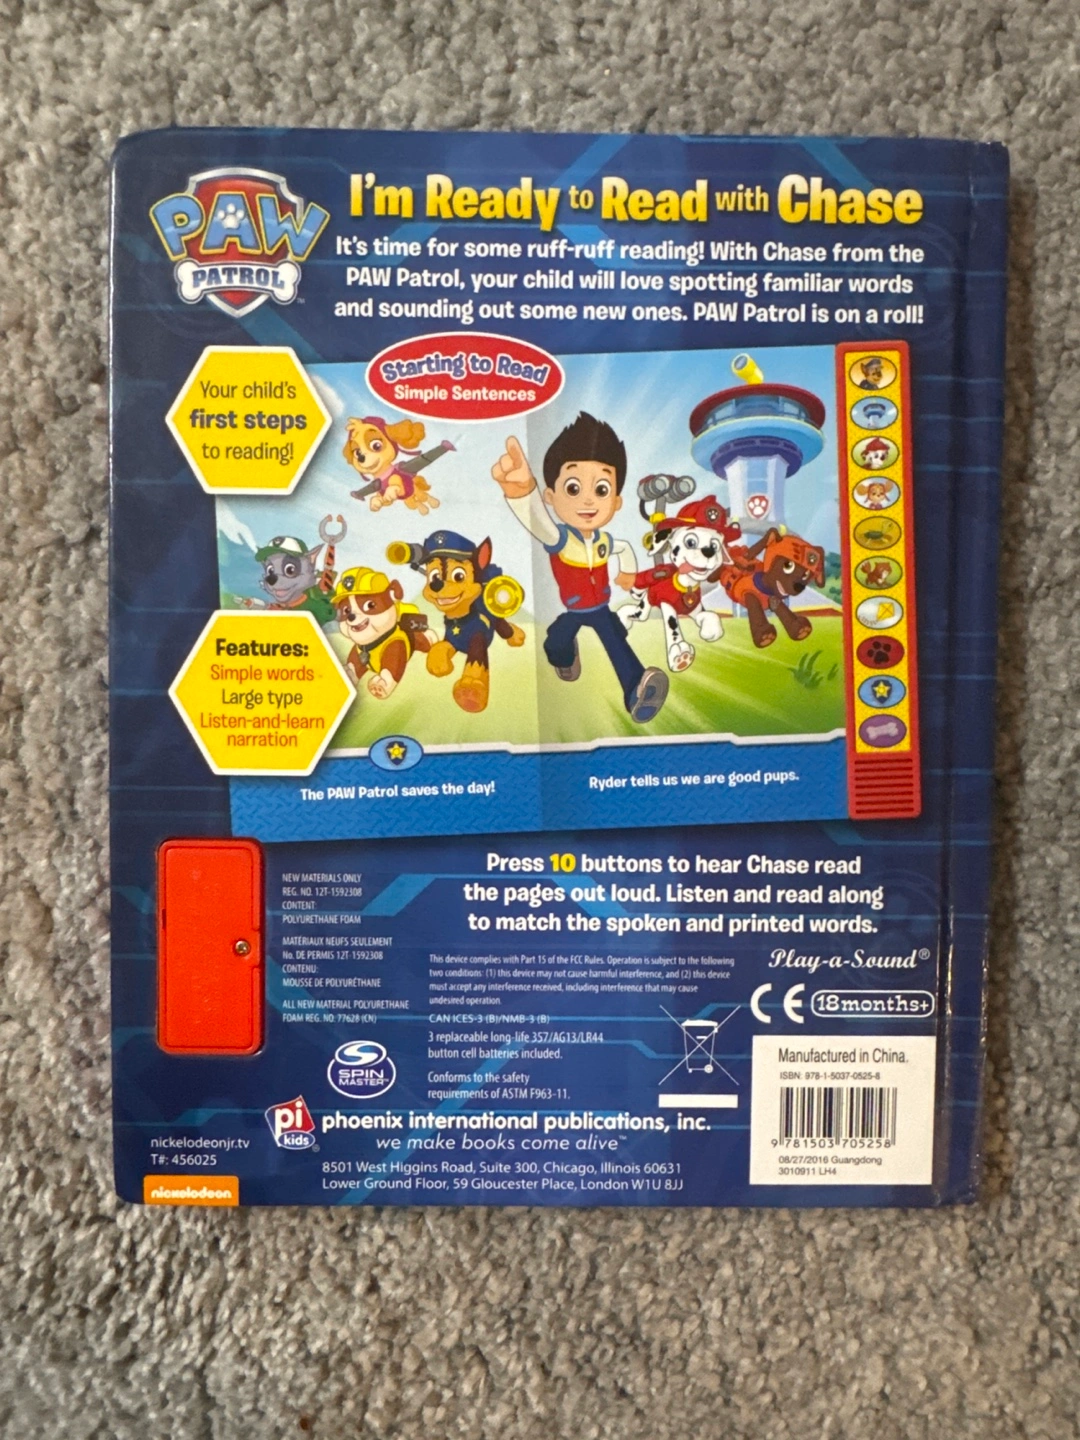 PAW
PATROL
I'm Ready to Read with Chase
It's time for some ruff-ruff reading! With Chase from the
PAW Patrol, your child will love spotting familiar words
and sounding out some new ones. PAW Patrol is on a roll!
Starting to Read
Simple Sentences
Your child's
first steps
to reading!
Features:
Simple words
Large type
Listen-and-learn
narration
The PAW Patrol saves the day!
Ryder tells us we are good pups.
Press 10 buttons to hear Chase read
the pages out loud. Listen and read along
to match the spoken and printed words.
NEW MATERIALS ONLY
REG. NO. 12T-1592308
CONTENT:
POLYURETHANE FOAM
MATÉRIAUX NEUFS SEULEMENT
No. DE PERMIS 12T-1592308
CONTENU:
MOUSSE DE POLYURÉTHANE
ALL NEW MATERIAL POLYURETHANE
FOAM REG. NO. 77628 (CN)
This device complies with Part 15 of the FCC Rules. Operation is subject to the following
two conditions: (1) this device may not cause harmful interference, and (2) this device
must accept any interference received, including interference that may cause
undesired operation.
CAN ICES-3 (B)/NMB-3 (B)
3 replaceable long-life 357/AG13/LR44
button cell batteries included.
Conforms to the safety
requirements of ASTM F963-11.
Play-a-Sound®
CE
18months+
Manufactured in China.
ISBN: 978-1-5037-0525-8
9 781503 705258
08/27/2016 Guangdong
3010911 LH4
SPIN
MASTER™
pi
kids®
phoenix international publications, inc.
we make books come alive™
8501 West Higgins Road, Suite 300, Chicago, Illinois 60631
Lower Ground Floor, 59 Gloucester Place, London W1U 8JJ
nickelodeonjr.tv
T#: 456025
nickelodeon